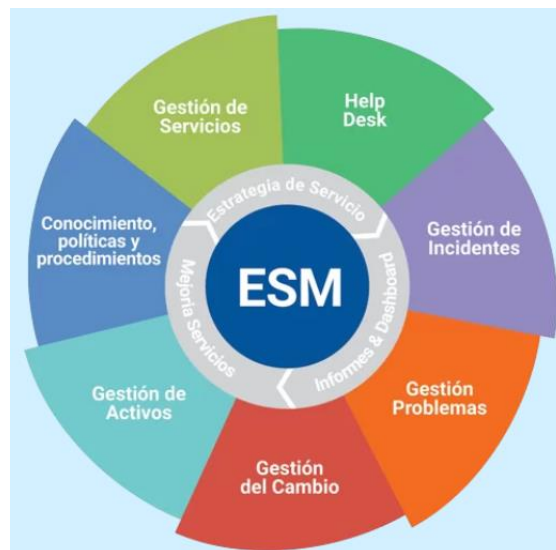 Gestión de
Servicios
Help
Desk
Gestión de
Incidentes
Gestión
Problemas
Gestión
del Cambio
Gestión de
Activos
Conocimiento,
políticas y
procedimientos
Estrategia de Servicio
Informes & Dashboard
Mejoria Servicios
ESM